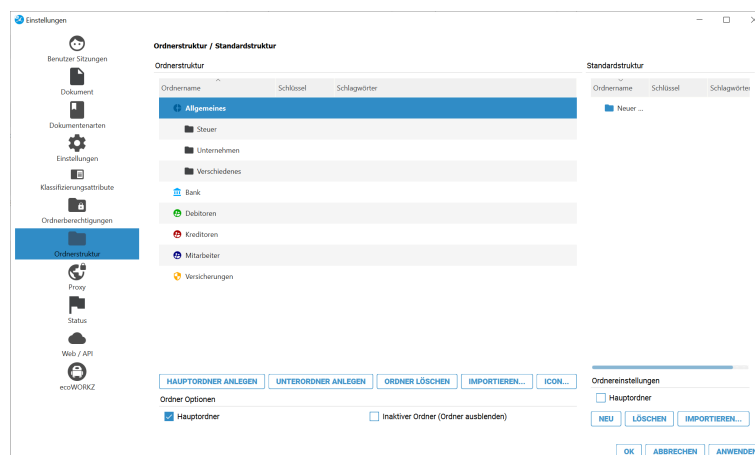 Einstellungen
Benutzer Sitzungen
Dokument
Dokumentenarten
Einstellungen
Klassifizierungsattribute
Ordnerberechtigungen
Ordnerstruktur
Proxy
Status
Web / API
ecoWORKZ
Ordnerstruktur / Standardstruktur
Ordnerstruktur
Ordnername Schlüssel Schlagwörter
Allgemeines
Steuer
Unternehmen
Verschiedenes
Bank
Debitoren
Kreditoren
Mitarbeiter
Versicherungen
HAUPTORDNER ANLEGEN UNTERORDNER ANLEGEN ORDNER LÖSCHEN IMPORTIEREN... ICON...
Ordner Optionen
Hauptordner Inaktiver Ordner (Ordner ausblenden)
Standardstruktur
Ordnername Schlüssel Schlagwörter
Neuer ...
Ordnereinstellungen
Hauptordner
NEU LÖSCHEN IMPORTIEREN...
OK ABBRECHEN ANWENDEN